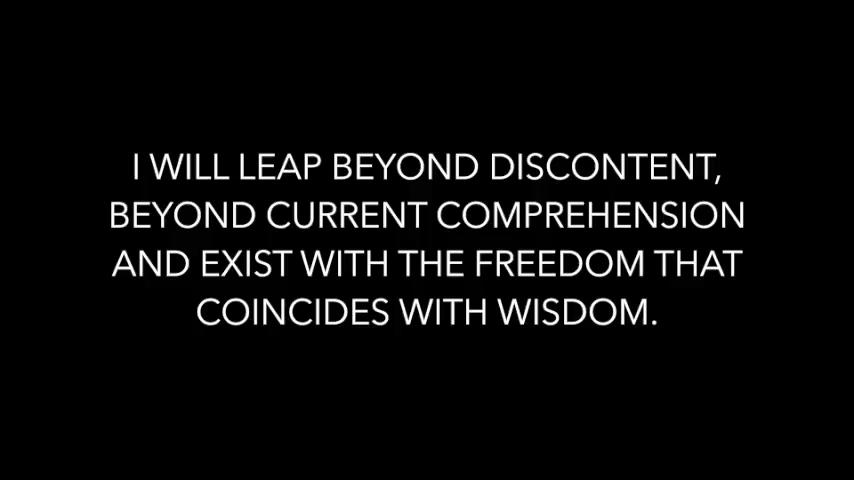 I WILL LEAP BEYOND DISCONTENT,
BEYOND CURRENT COMPREHENSION
AND EXIST WITH THE FREEDOM THAT
COINCIDES WITH WISDOM.